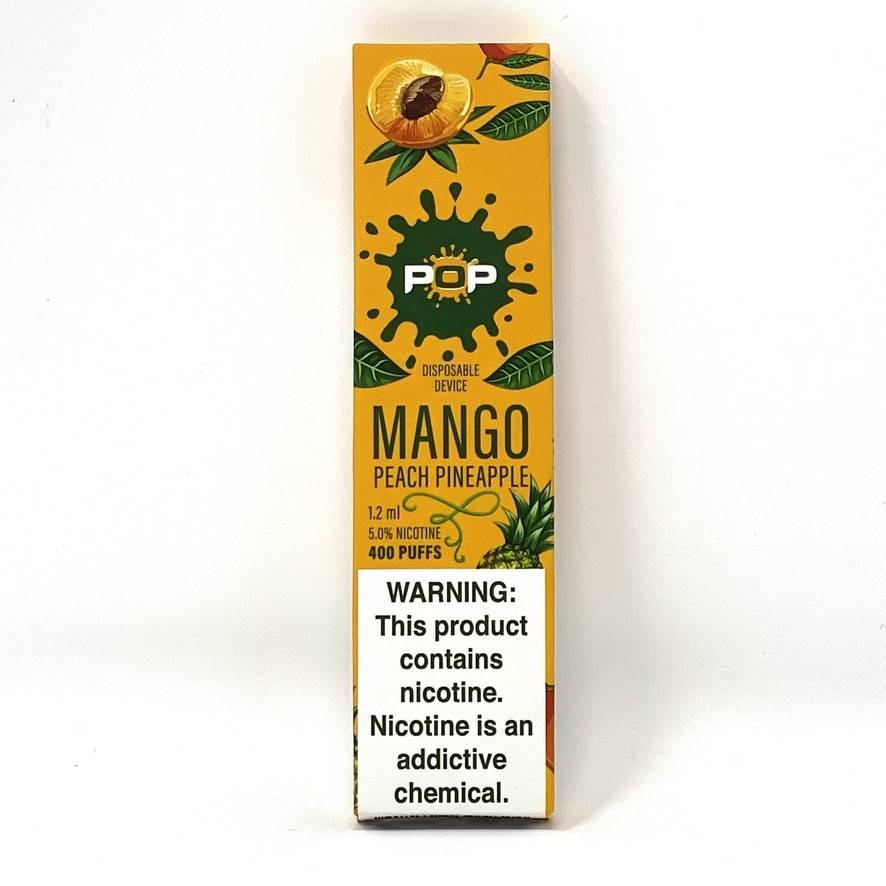 POP
DISPOSABLE
DEVICE
MANGO
PEACH PINEAPPLE
1.2 ml
5.0% NICOTINE
400 PUFFS
WARNING:
This product
contains
nicotine.
Nicotine is an
addictive
chemical.